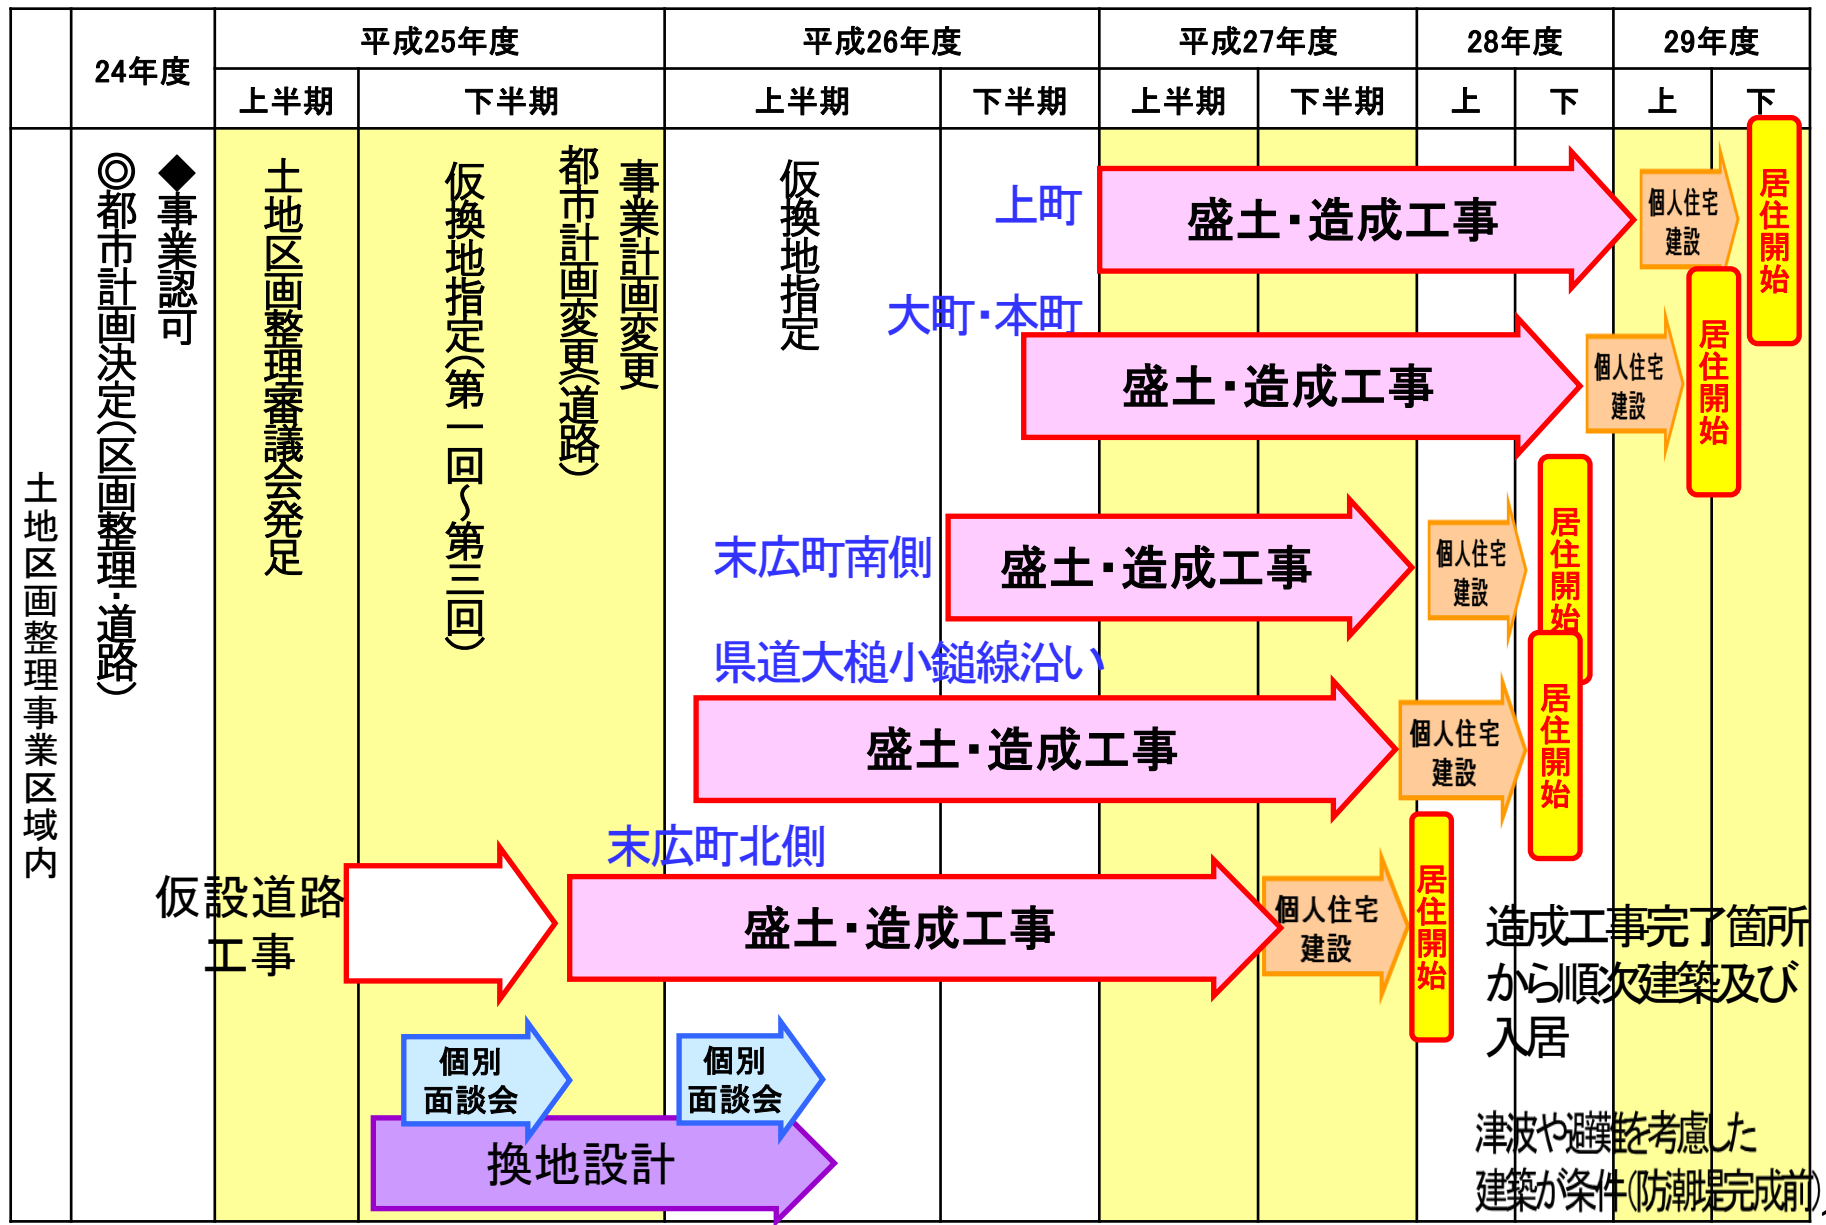 24年度
平成25年度
平成26年度
平成27年度
28年度
29年度
上半期
下半期
上半期
下半期
上半期
下半期
上
下
上
下
土地区画整理事業区域内
◆事業認可
◎都市計画決定(区画整理・道路)
土地区画整理審議会発足
仮換地指定(第一回～第三回)
事業計画変更
都市計画変更(道路)
仮換地指定
上町
盛土・造成工事
個人住宅
建設
居住開始
大町・本町
盛土・造成工事
個人住宅
建設
居住開始
末広町南側
盛土・造成工事
個人住宅
建設
居住開始
県道大槌小鎚線沿い
盛土・造成工事
個人住宅
建設
居住開始
末広町北側
仮設道路
工事
盛土・造成工事
個人住宅
建設
居住開始
造成工事完了箇所
から順次建築及び
入居
個別
面談会
個別
面談会
換地設計
津波や避難性を考慮した
建築が条件(防潮堤完成前)